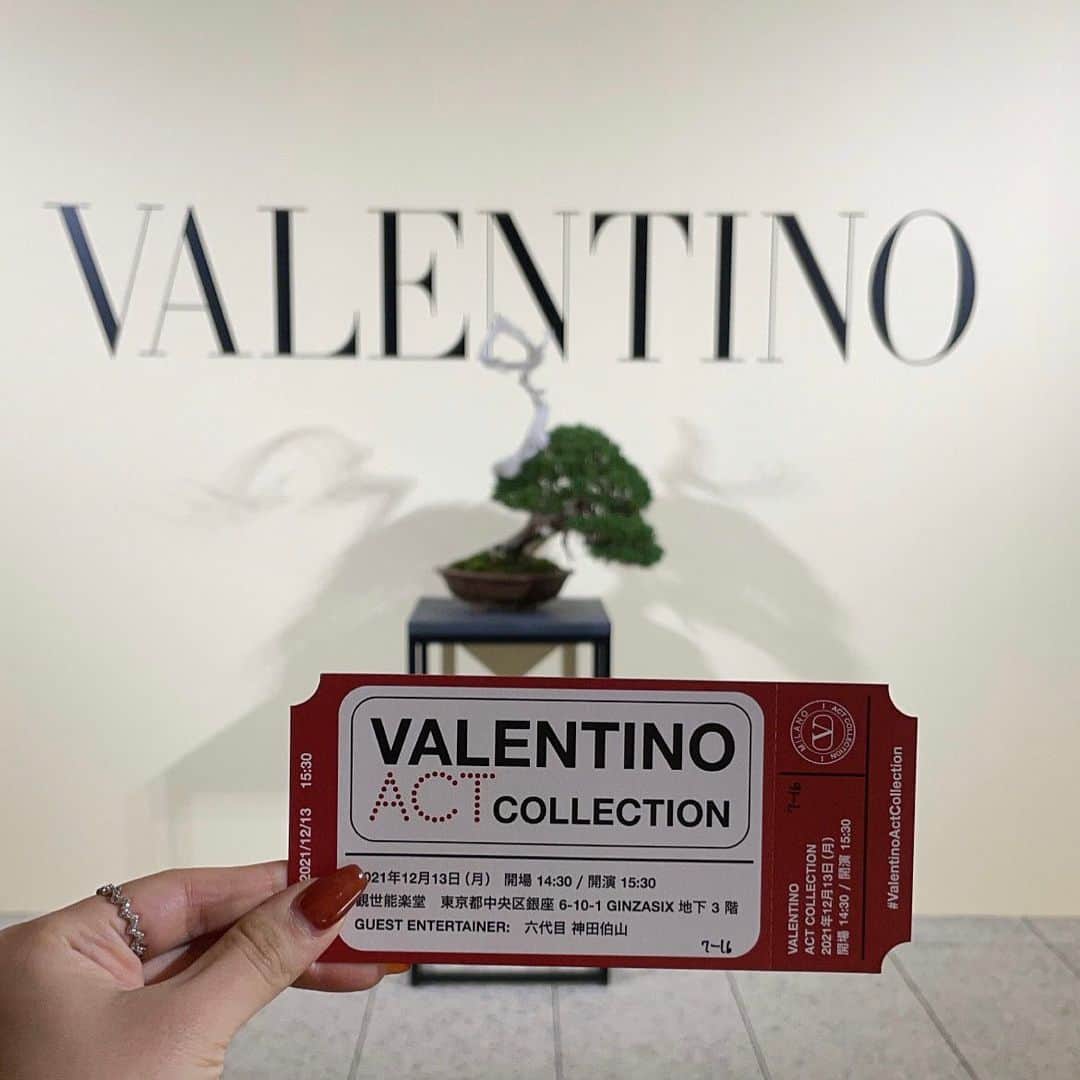 VALENTINO
2021/12/13 15:30
VALENTINO
ACT COLLECTION
2021年12月13日(月) 開場 14:30 / 開演 15:30
観世能楽堂 東京都中央区銀座 6-10-1 GINZASIX 地下 3 階
GUEST ENTERTAINER: 六代目 神田伯山
7-16
MILANO
ACT COLLECTION
V
7-16
VALENTINO
ACT COLLECTION
2021年12月13日(月)
開場 14:30 / 開演 15:30
#ValentinoActCollection